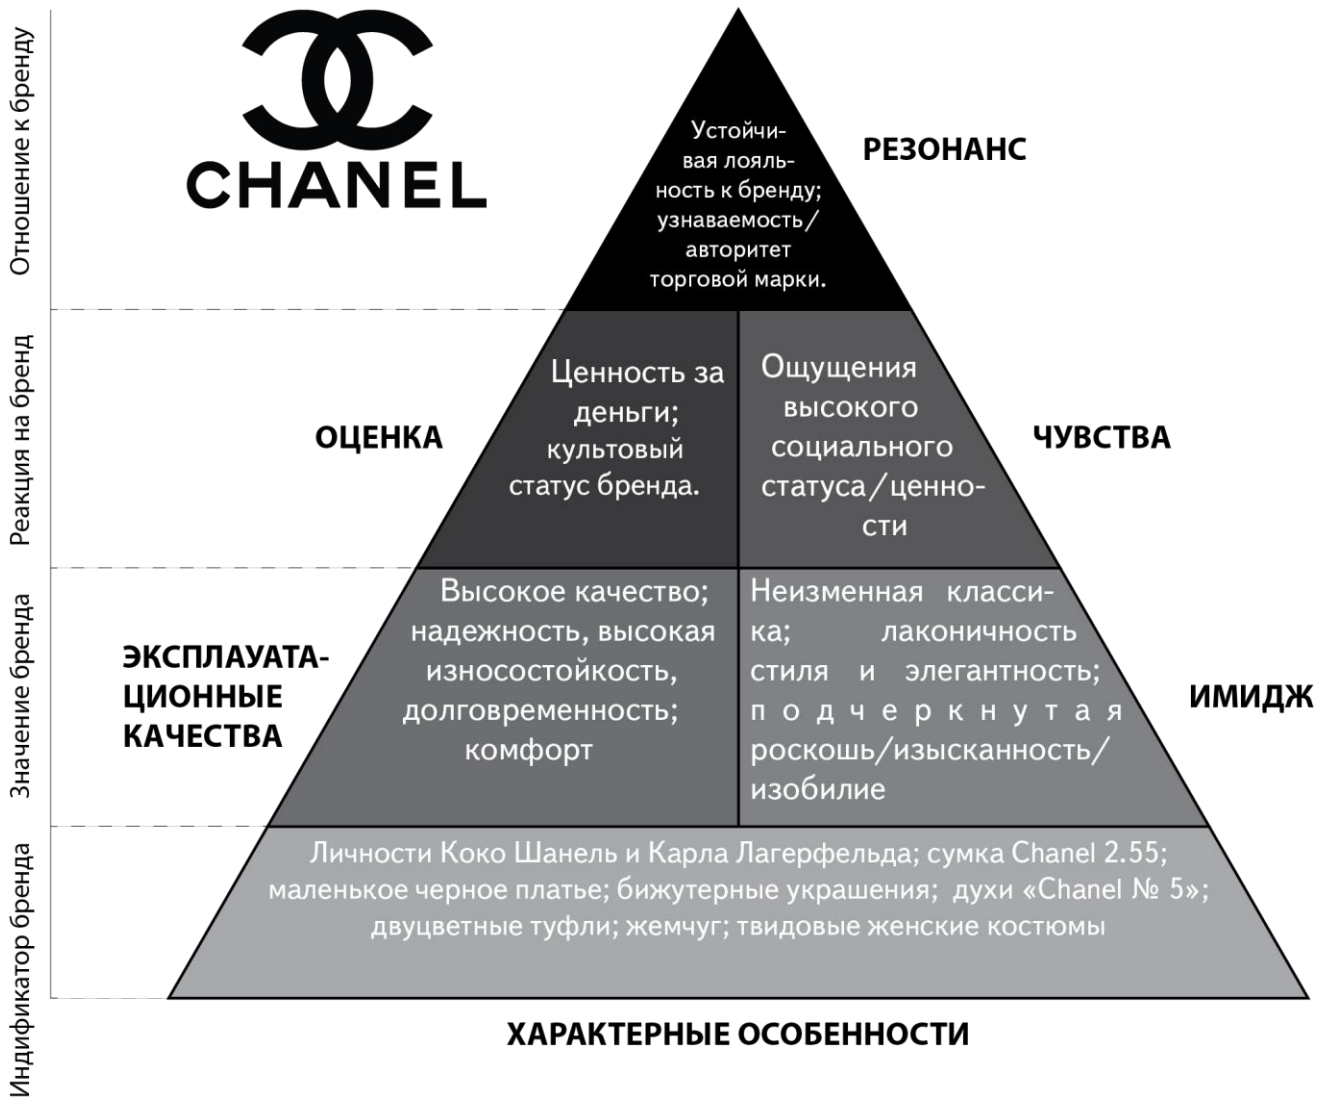 Отношение к бренду
CHANEL
Устойчи-
вая лояль-
ность к бренду;
узнаваемость/
авторитет
торговой марки.
РЕЗОНАНС
Реакция на бренд
ОЦЕНКА
Ценность за
деньги;
культовый
статус бренда.
Ощущения
высокого
социального
статуса/ценно-
сти
ЧУВСТВА
Значение бренда
ЭКСПЛАУАТА-
ЦИОННЫЕ
КАЧЕСТВА
Высокое качество;
надежность, высокая
износостойкость,
долговременность;
комфорт
Неизменная класси-
ка; лаконичность
стиля и элегантность;
подчеркнутая
роскошь/изысканность/
изобилие
ИМИДЖ
Индификатор бренда
Личности Коко Шанель и Карла Лагерфельда; сумка Chanel 2.55;
маленькое черное платье; бижутерные украшения; духи «Chanel № 5»;
двуцветные туфли; жемчуг; твидовые женские костюмы
ХАРАКТЕРНЫЕ ОСОБЕННОСТИ